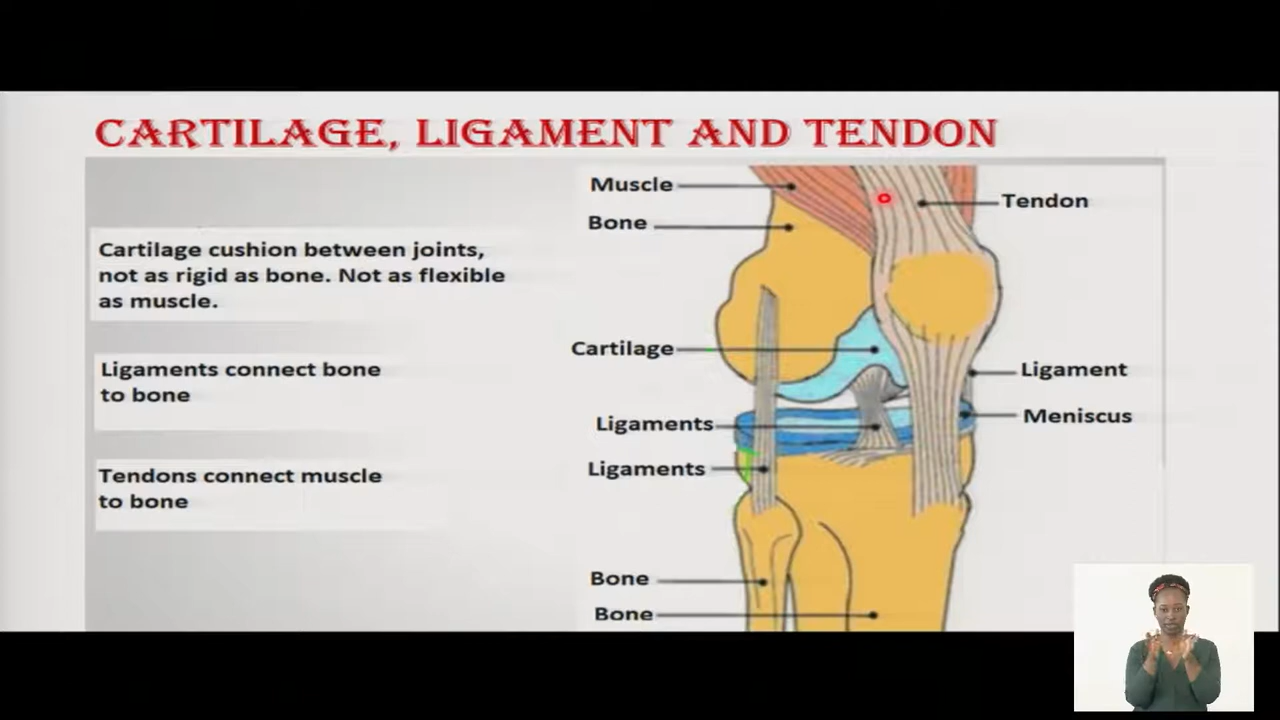 CARTILAGE, LIGAMENT AND TENDON
Cartilage cushion between joints,
not as rigid as bone. Not as flexible
as muscle.
Ligaments connect bone
to bone
Tendons connect muscle
to bone
Muscle
Bone
Cartilage
Ligaments
Ligaments
Bone
Bone
Tendon
Ligament
Meniscus